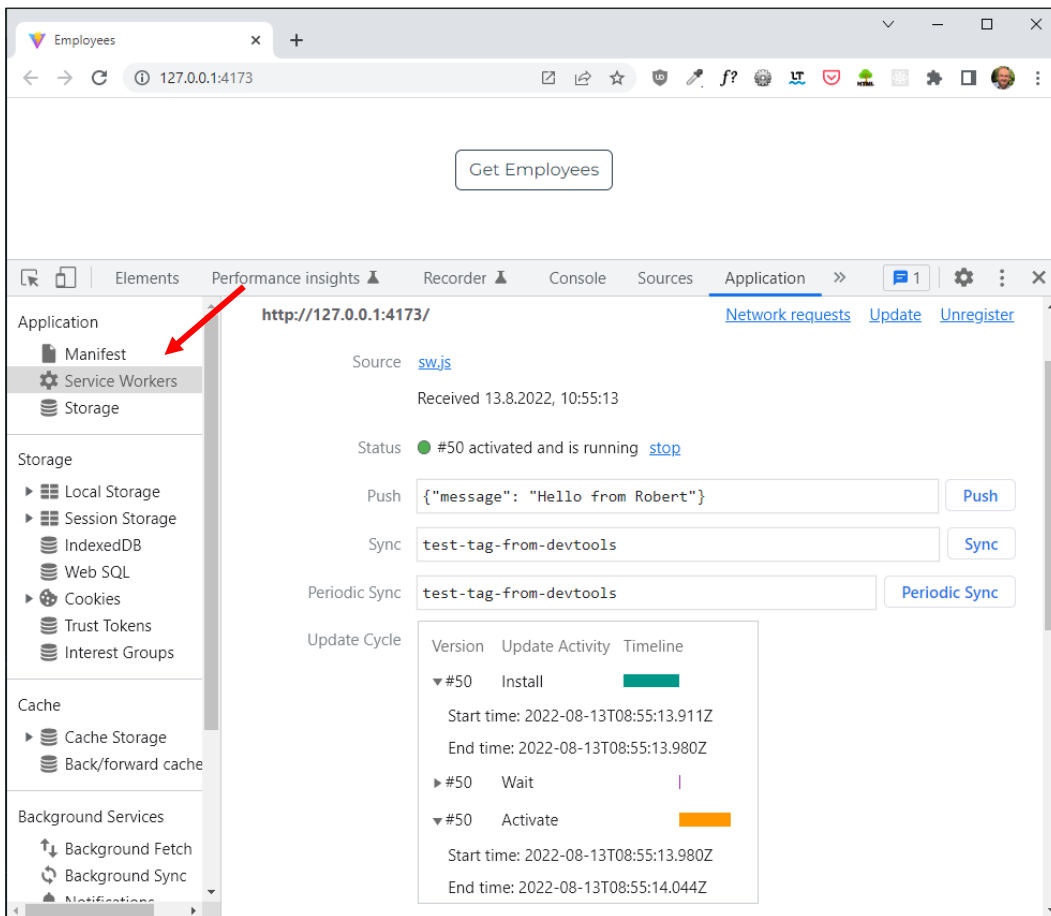 Employees
127.0.0.1:4173
f?
Get Employees
Elements Performance insights Recorder Console Sources Application » 1
Application
Manifest
Service Workers
Storage
Storage
Local Storage
Session Storage
IndexedDB
Web SQL
Cookies
Trust Tokens
Interest Groups
Cache
Cache Storage
Back/forward cache
Background Services
Background Fetch
Background Sync
Notifications
http://127.0.0.1:4173/ Network requests Update Unregister
Source sw.js
Received 13.8.2022, 10:55:13
Status #50 activated and is running stop
Push {"message": "Hello from Robert"} Push
Sync test-tag-from-devtools Sync
Periodic Sync test-tag-from-devtools Periodic Sync
Update Cycle
Version Update Activity Timeline
#50 Install
Start time: 2022-08-13T08:55:13.911Z
End time: 2022-08-13T08:55:13.980Z
#50 Wait
#50 Activate
Start time: 2022-08-13T08:55:13.980Z
End time: 2022-08-13T08:55:14.044Z